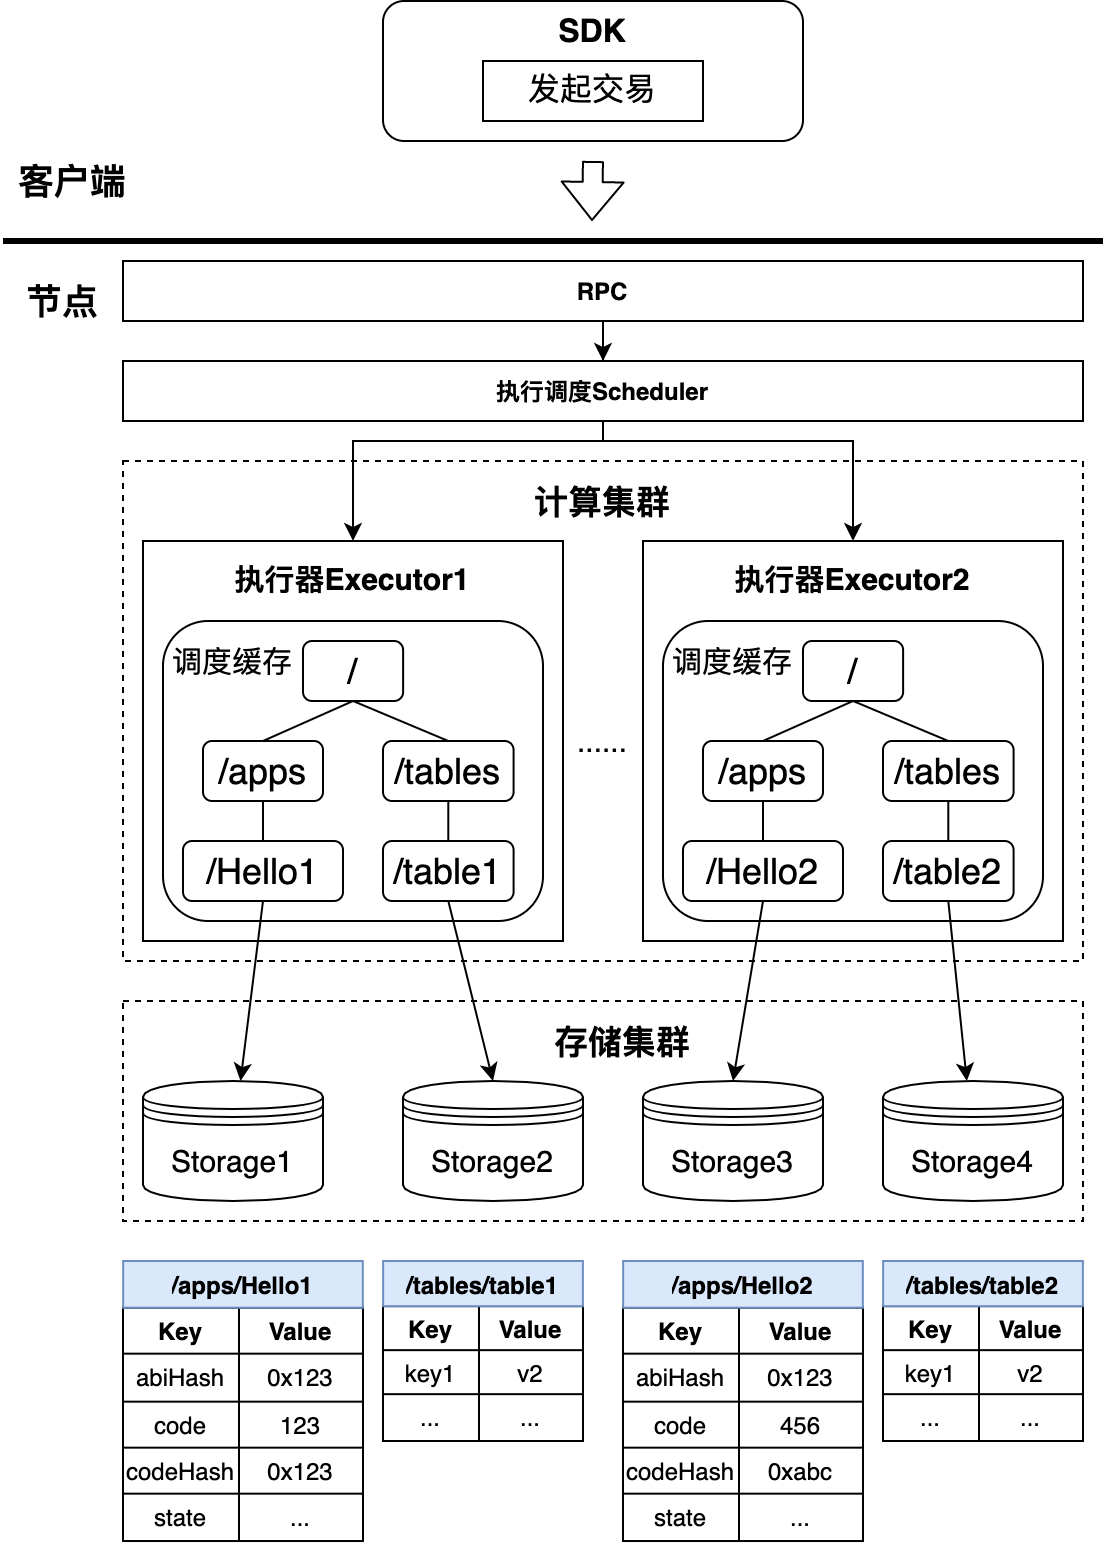 SDK
发起交易
客户端
节点
RPC
执行调度Scheduler
计算集群
执行器Executor1
执行器Executor2
调度缓存
/
调度缓存
/
/apps
/tables
......
/apps
/tables
/Hello1
/table1
/Hello2
/table2
存储集群
Storage1
Storage2
Storage3
Storage4
/apps/Hello1
Key Value
abiHash 0x123
code 123
codeHash 0x123
state ...
/tables/table1
Key Value
key1 v2
... ...
/apps/Hello2
Key Value
abiHash 0x123
code 456
codeHash 0xabc
state ...
/tables/table2
Key Value
key1 v2
... ...